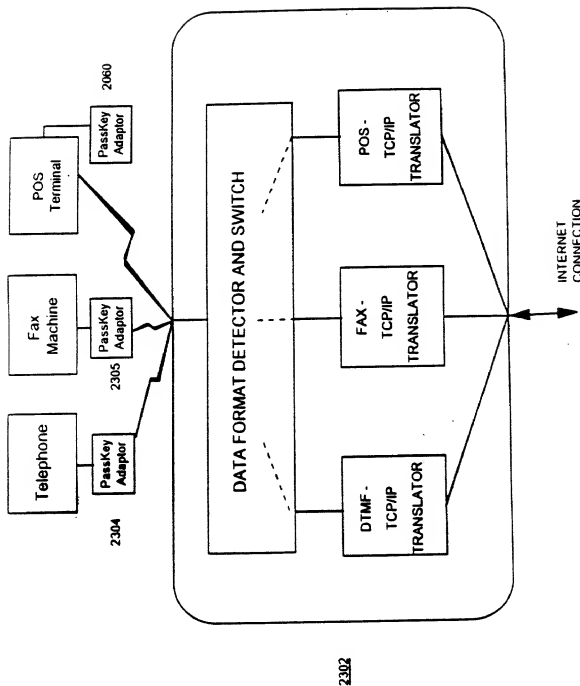 Telephone
Fax
Machine
POS
Terminal
PassKey
Adaptor
2304
PassKey
Adaptor
2305
PassKey
Adaptor
2060
DATA FORMAT DETECTOR AND SWITCH
DTMF -
TCP/IP
TRANSLATOR
FAX -
TCP/IP
TRANSLATOR
POS -
TCP/IP
TRANSLATOR
INTERNET
CONNECTION
2302